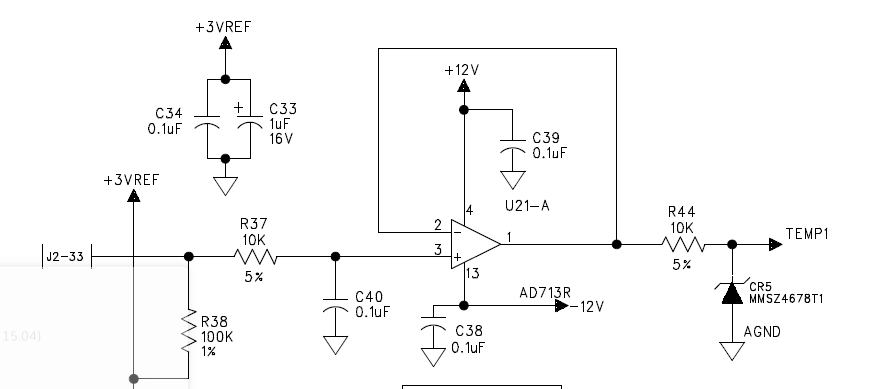 +3VREF
C34
0.1uF
+
C33
1uF
16V
+3VREF
J2-33
R37
10K
5%
R38
100K
1%
C40
0.1uF
+12V
C39
0.1uF
U21-A
4
2
-
3
+
1
13
AD713R
-12V
C38
0.1uF
R44
10K
5%
TEMP1
CR5
MMSZ4678T1
AGND
15.04)